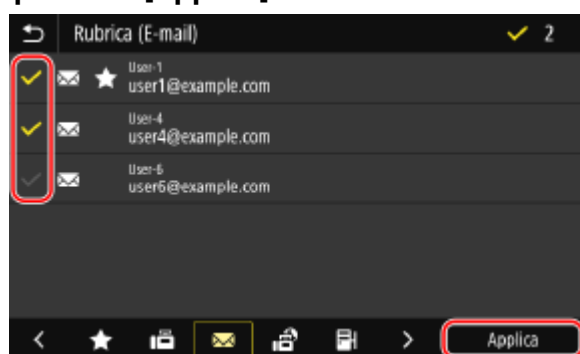 Rubrica (E-mail)
2
User-1
user1@example.com
User-4
user4@example.com
User-6
user6@example.com
Applica